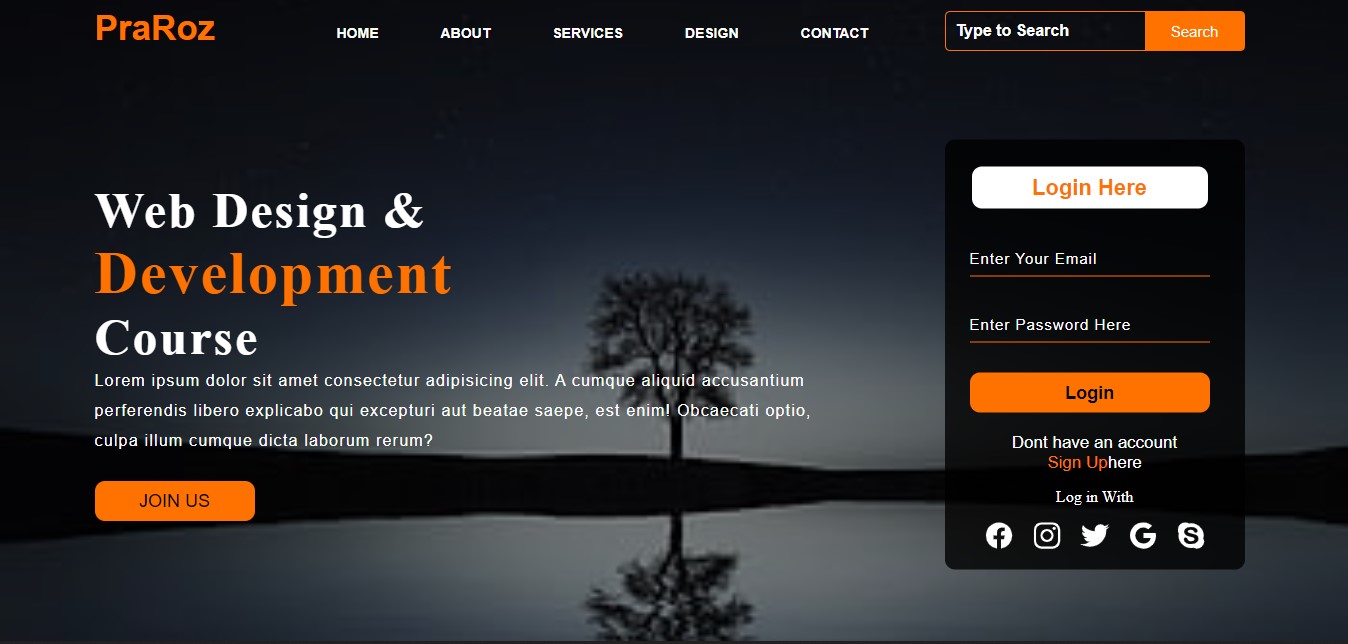 PraRoz
HOME ABOUT SERVICES DESIGN CONTACT
Type to Search Search
Web Design &
Development
Course
Lorem ipsum dolor sit amet consectetur adipisicing elit. A cumque aliquid accusantium
perferendis libero explicabo qui excepturi aut beatae saepe, est enim! Obcaecati optio,
culpa illum cumque dicta laborum rerum?
JOIN US
Login Here
Enter Your Email
Enter Password Here
Login
Dont have an account
Sign Uphere
Log in With